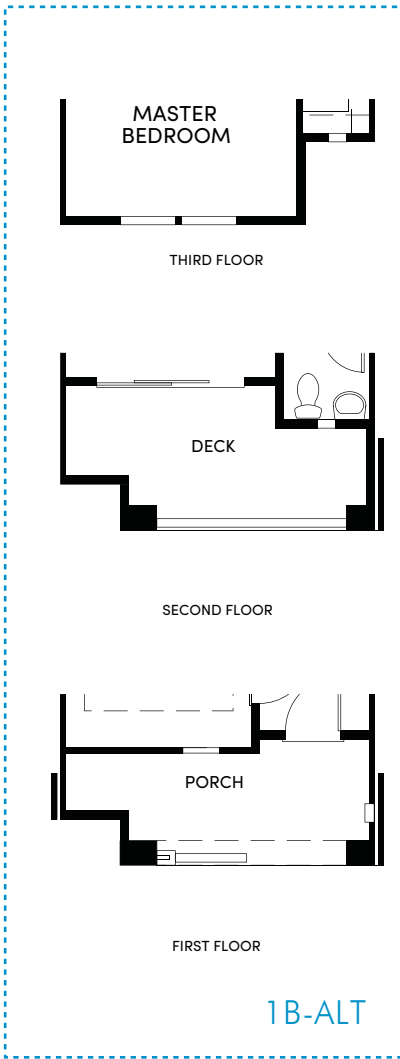 MASTER
BEDROOM
THIRD FLOOR
DECK
SECOND FLOOR
PORCH
FIRST FLOOR
1B-ALT